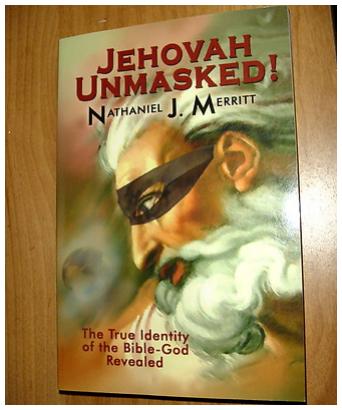 JEHOVAH
UNMASKED!
NATHANIEL J. MERRITT
The True Identity
of the Bible-God
Revealed